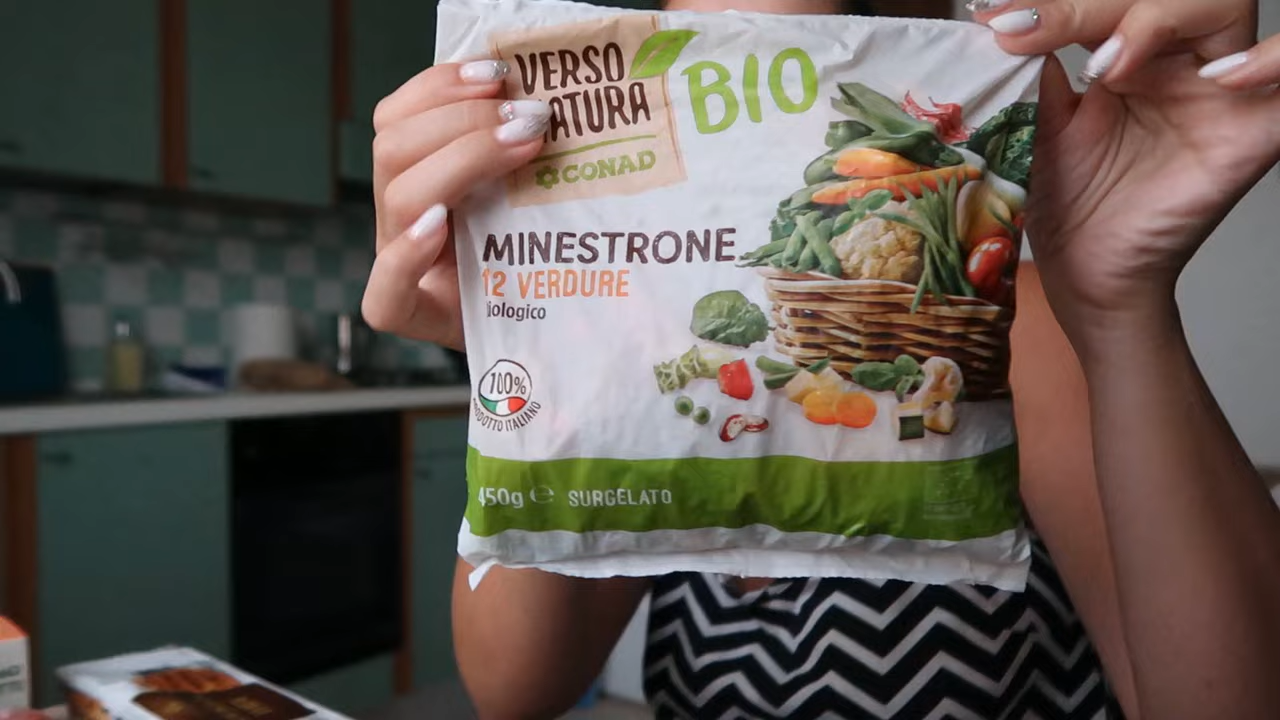 VERSO
NATURA
CONAD
BIO
MINESTRONE
12 VERDURE
biologico
100%
PRODOTTO ITALIANO
450g e SURGELATO